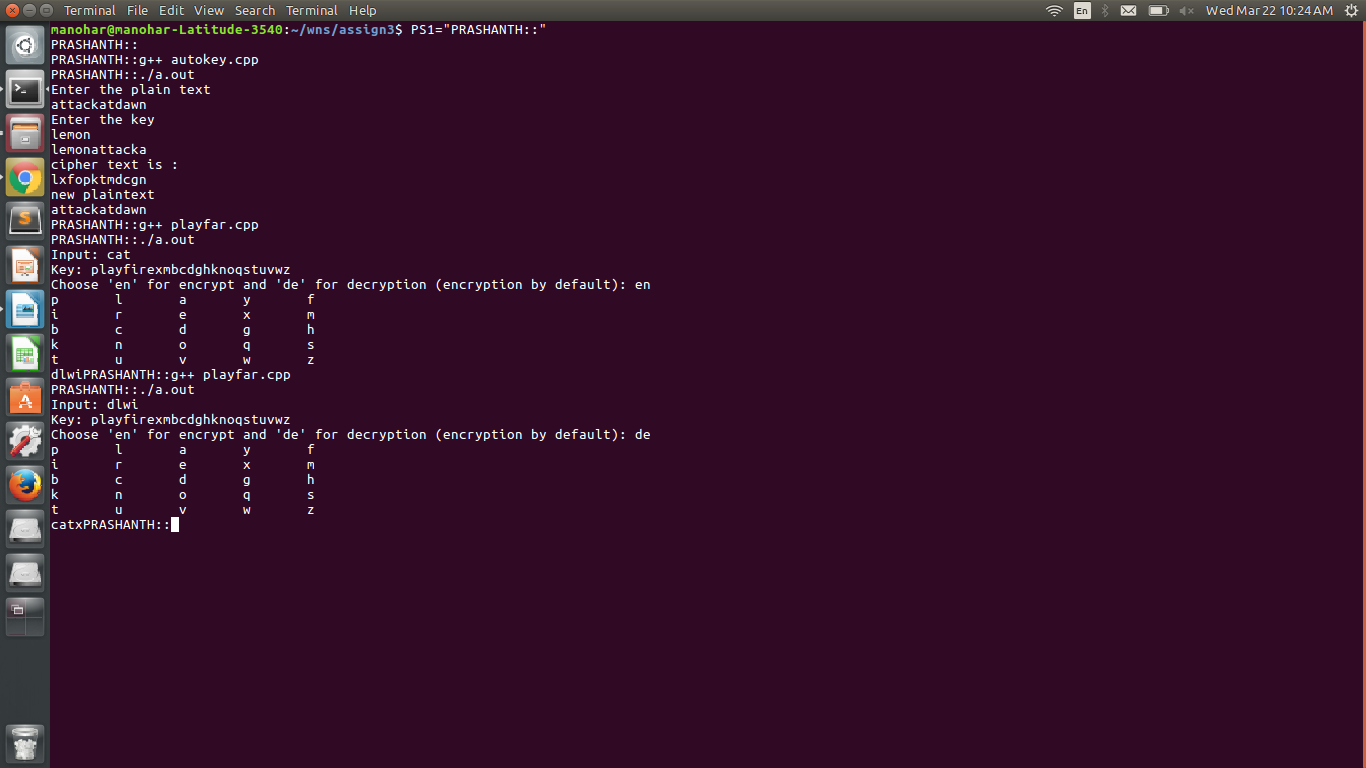 Terminal File Edit View Search Terminal Help En Wed Mar 22 10:24 AM
manohar@manohar-Latitude-3540:~/wns/assign3$ PS1="PRASHANTH::"
PRASHANTH::
PRASHANTH::g++ autokey.cpp
PRASHANTH::./a.out
Enter the plain text
attackatdawn
Enter the key
lemon
lemonattacka
cipher text is :
lxfopktmdcgn
new plaintext
attackatdawn
PRASHANTH::g++ playfar.cpp
PRASHANTH::./a.out
Input: cat
Key: playfirexmbcdghknoqstuvwz
Choose 'en' for encrypt and 'de' for decryption (encryption by default): en
p l a y f
i r e x m
b c d g h
k n o q s
t u v w z
dlwiPRASHANTH::g++ playfar.cpp
PRASHANTH::./a.out
Input: dlwi
Key: playfirexmbcdghknoqstuvwz
Choose 'en' for encrypt and 'de' for decryption (encryption by default): de
p l a y f
i r e x m
b c d g h
k n o q s
t u v w z
catxPRASHANTH::